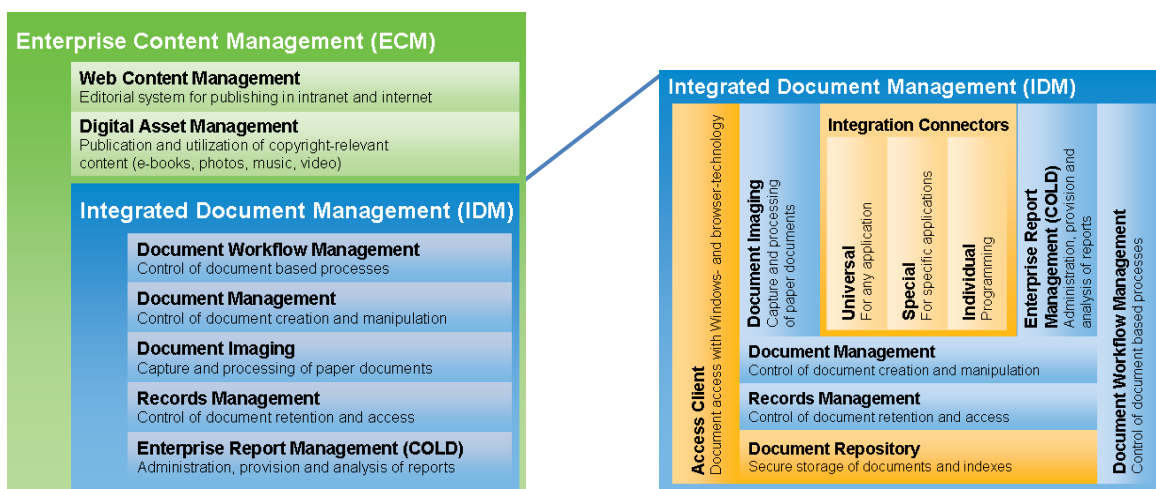 Enterprise Content Management (ECM)
Web Content Management
Editorial system for publishing in intranet and internet
Digital Asset Management
Publication and utilization of copyright-relevant
content (e-books, photos, music, video)
Integrated Document Management (IDM)
Document Workflow Management
Control of document based processes
Document Management
Control of document creation and manipulation
Document Imaging
Capture and processing of paper documents
Records Management
Control of document retention and access
Enterprise Report Management (COLD)
Administration, provision and analysis of reports
Integrated Document Management (IDM)
Access Client
Document access with Windows- and browser-technology
Document Imaging
Capture and processing
of paper documents
Integration Connectors
Universal
For any application
Special
For specific applications
Individual
Programming
Enterprise Report
Management (COLD)
Administration, provision and
analysis of reports
Document Workflow Management
Control of document based processes
Document Management
Control of document creation and manipulation
Records Management
Control of document retention and access
Document Repository
Secure storage of documents and indexes